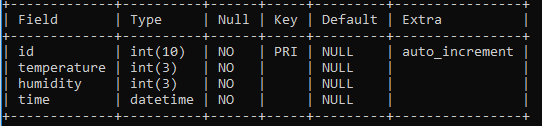 +-------------+----------+------+-----+---------+----------------+
| Field       | Type     | Null | Key | Default | Extra          |
+-------------+----------+------+-----+---------+----------------+
| id          | int(10)  | NO   | PRI | NULL    | auto_increment |
| temperature | int(3)   | NO   |     | NULL    |                |
| humidity    | int(3)   | NO   |     | NULL    |                |
| time        | datetime | NO   |     | NULL    |                |
+-------------+----------+------+-----+---------+----------------+